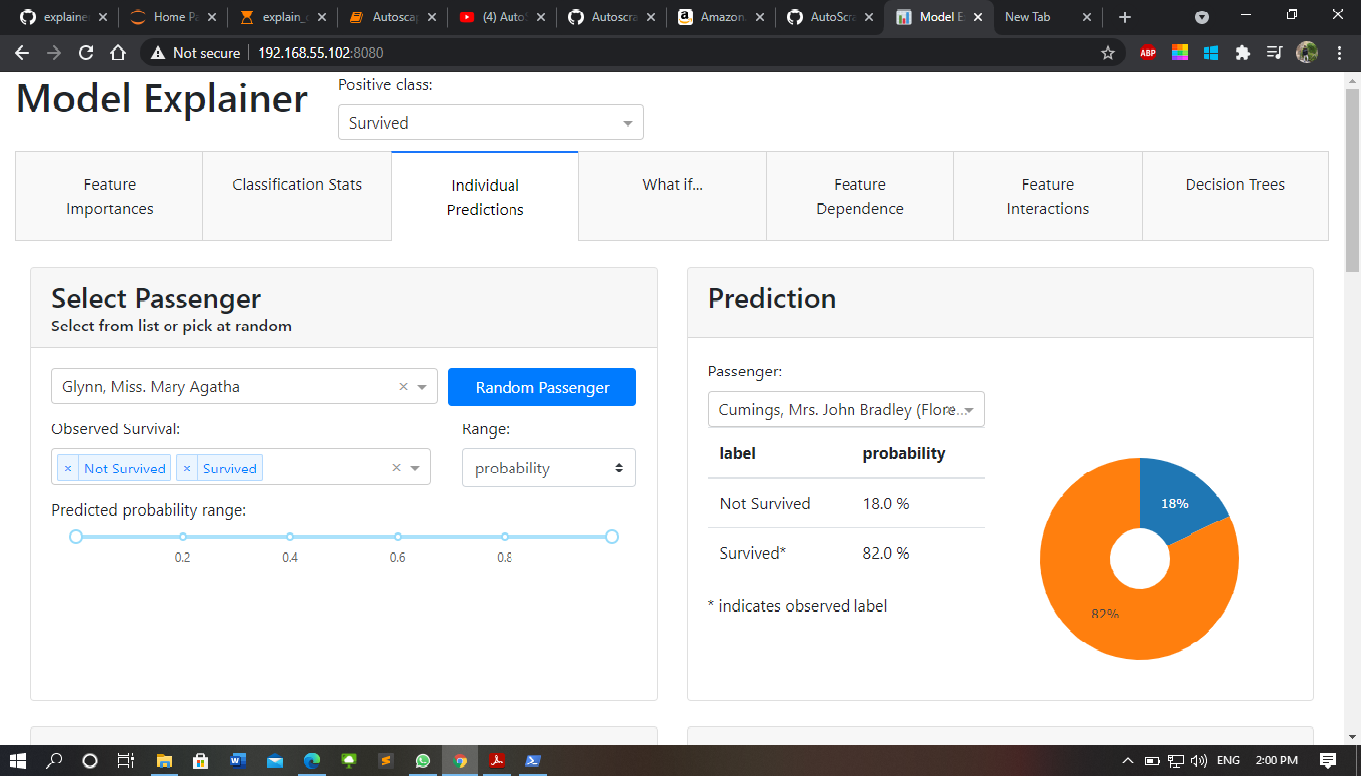 explaine
Home Pa
explain_c
Autoscap
(4) AutoS
Autoscra
Amazon.
AutoScra
Model E
New Tab
Not secure
192.168.55.102:8080
ABP
Model Explainer
Positive class:
Survived
Feature
Importances
Classification Stats
Individual
Predictions
What if...
Feature
Dependence
Feature
Interactions
Decision Trees
Select Passenger
Select from list or pick at random
Glynn, Miss. Mary Agatha
Random Passenger
Observed Survival:
Range:
× Not Survived × Survived
probability
Predicted probability range:
0.2 0.4 0.6 0.8
Prediction
Passenger:
Cumings, Mrs. John Bradley (Flore...
label probability
Not Survived 18.0 %
Survived* 82.0 %
* indicates observed label
18%
82%
ENG
2:00 PM